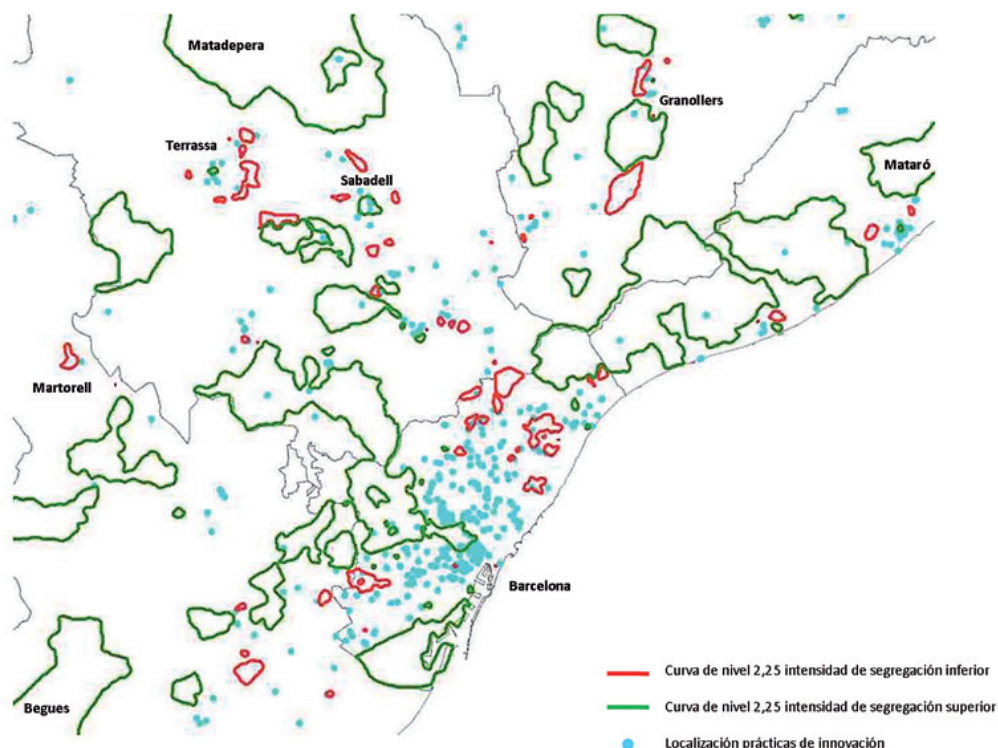 Matadepera
Granollers
Terrassa
Mataró
Sabadell
Martorell
Barcelona
Curva de nivel 2,25 intensidad de segregación inferior
Begues
Curva de nivel 2,25 intensidad de segregación superior
Localización prácticas de innovación